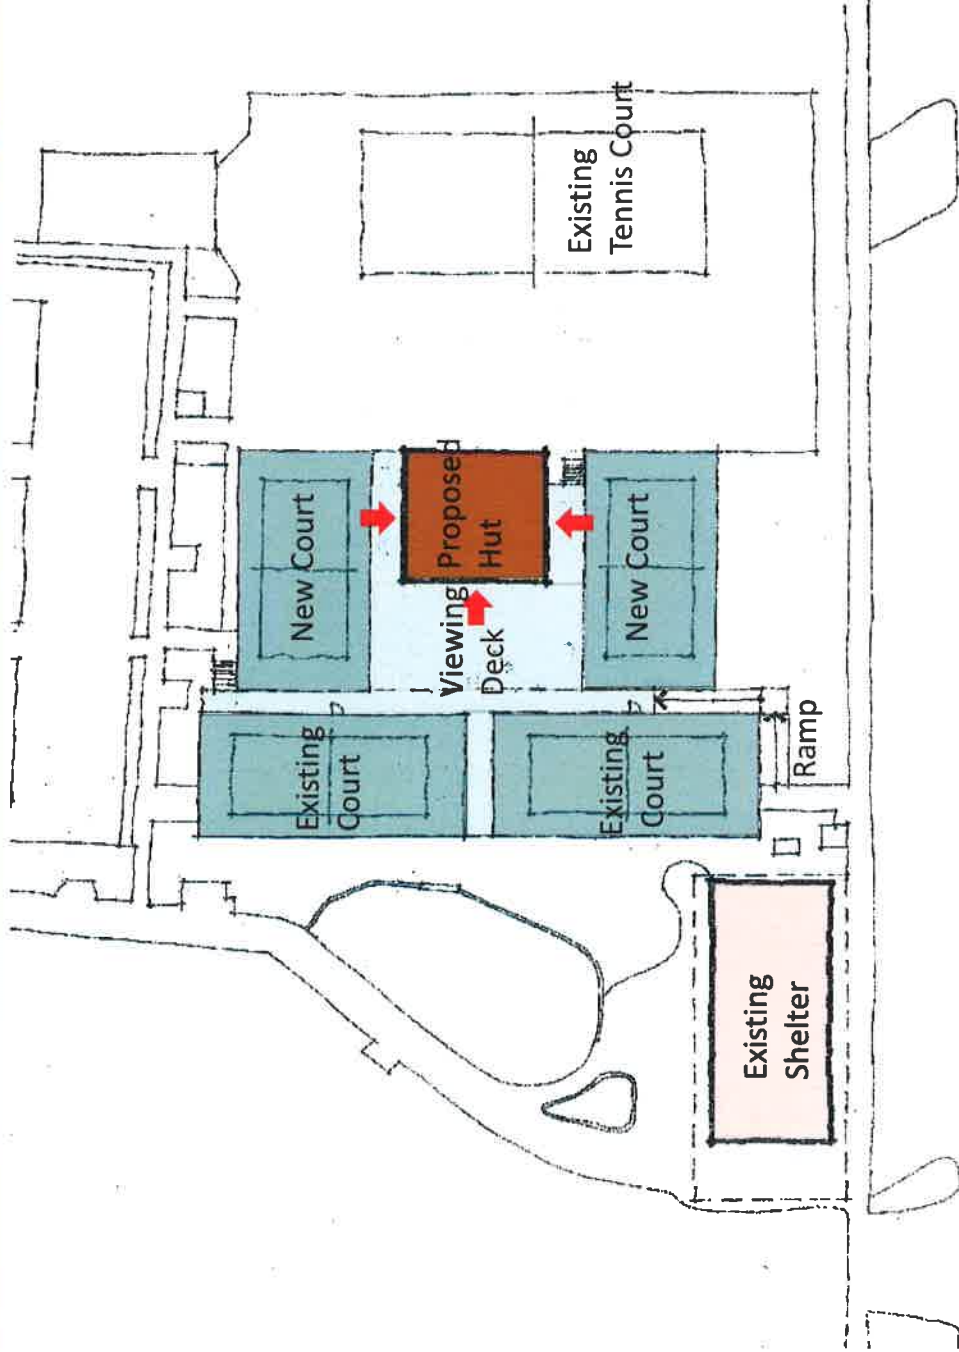 Existing
Court
New Court
Viewing
Deck
Proposed
Hut
Existing
Tennis Court
Existing
Court
New Court
Existing
Shelter
Ramp